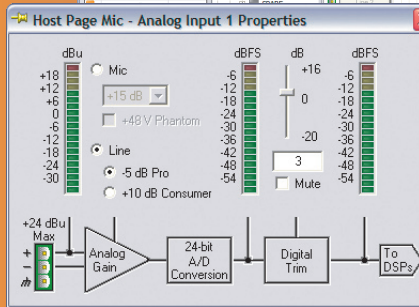 Host Page Mic - Analog Input 1 Properties
dBu
+18
+12
+6
0
-6
-12
-18
-24
-30
Mic
+15 dB
+48 V Phantom
Line
-5 dB Pro
+10 dB Consumer
dBFS
-6
-12
-18
-24
-30
-36
-42
-48
-54
dB
+16
0
-20
3
Mute
dBFS
-6
-12
-18
-24
-30
-36
-42
-48
-54
+24 dBu
Max
+
-
Analog
Gain
24-bit
A/D
Conversion
Digital
Trim
To
DSPs